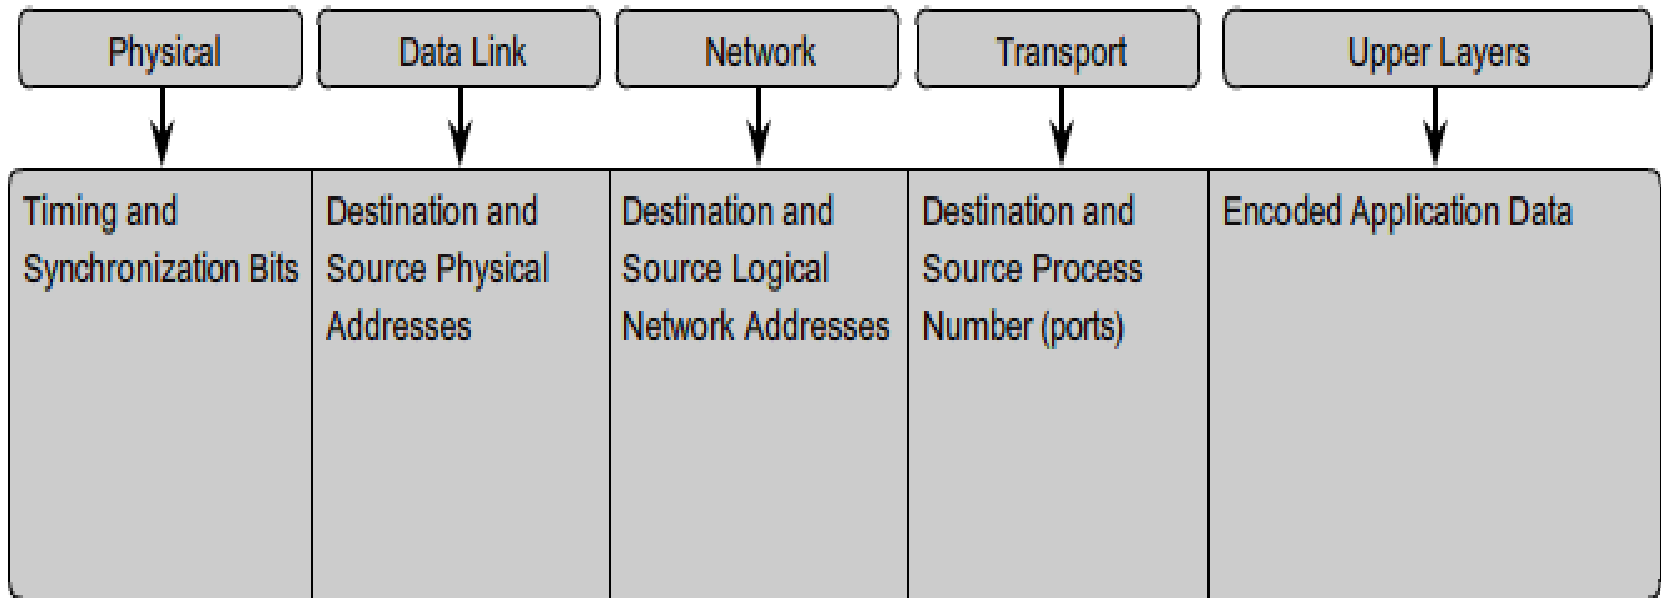 Physical
Data Link
Network
Transport
Upper Layers
Timing and
Synchronization Bits
Destination and
Source Physical
Addresses
Destination and
Source Logical
Network Addresses
Destination and
Source Process
Number (ports)
Encoded Application Data